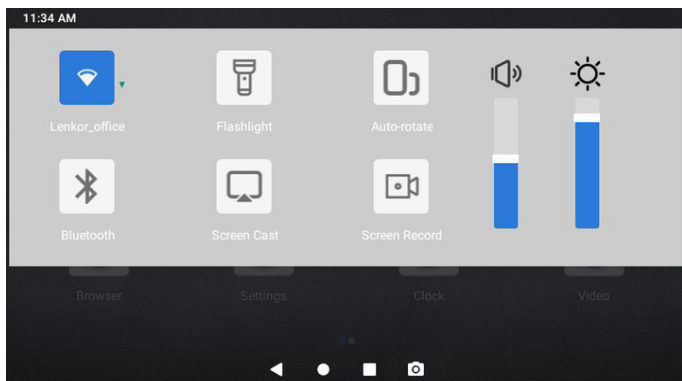 11:34 AM
Lenkor_office
Flashlight
Auto-rotate
Bluetooth
Screen Cast
Screen Record
Browser
Settings
Clock
Video